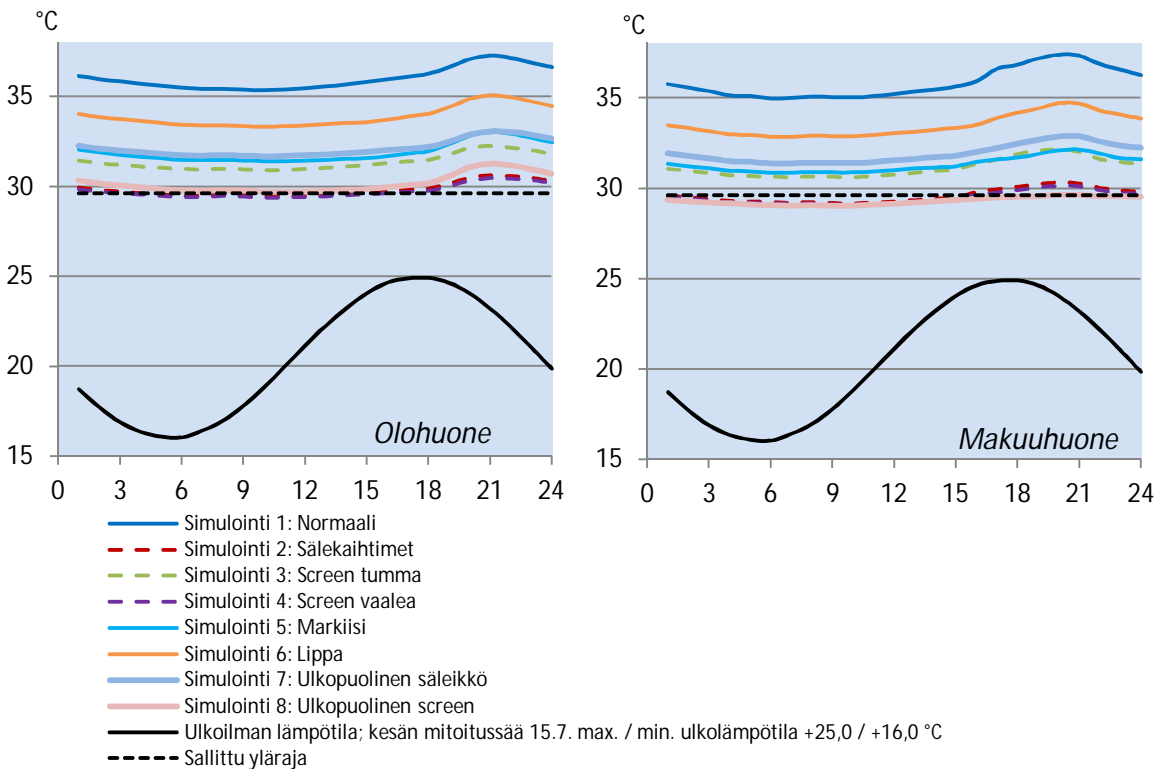 °C
35
30
25
20
15
0 3 6 9 12 15 18 21 24
Olohuone
°C
35
30
25
20
15
0 3 6 9 12 15 18 21 24
Makuuhuone
Simulointi 1: Normaali
Simulointi 2: Sälekaihtimet
Simulointi 3: Screen tumma
Simulointi 4: Screen vaalea
Simulointi 5: Markiisi
Simulointi 6: Lippa
Simulointi 7: Ulkopuolinen säleikkö
Simulointi 8: Ulkopuolinen screen
Ulkoilman lämpötila; kesän mitoitussää 15.7. max. / min. ulkolämpötila +25,0 / +16,0 °C
Sallittu yläraja